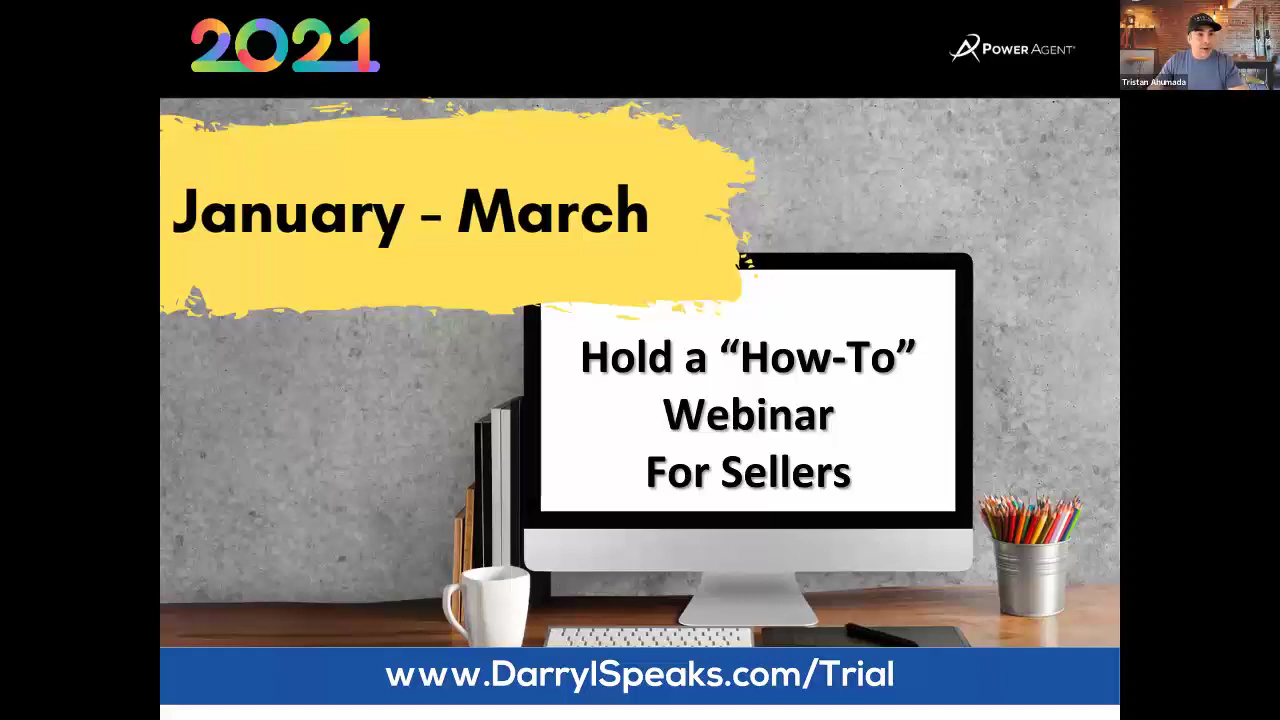 2021
POWER AGENT®
Tristan Ahumada
January - March
Hold a “How-To”
Webinar
For Sellers
www.DarrylSpeaks.com/Trial